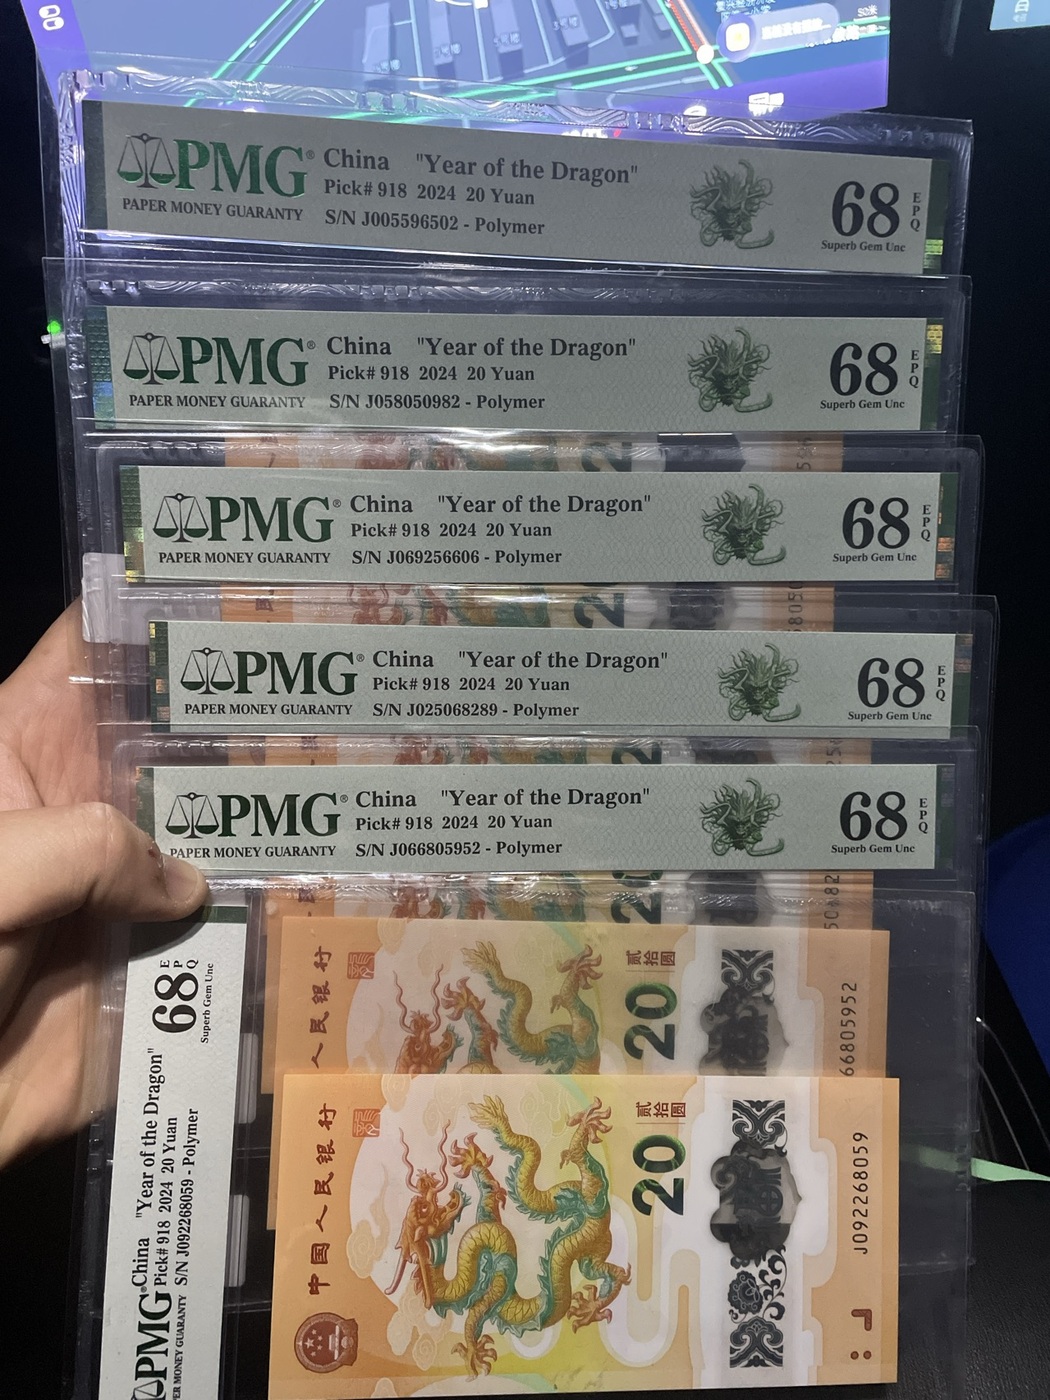 50米
PMG® China "Year of the Dragon"
Pick# 918 2024 20 Yuan
PAPER MONEY GUARANTY
S/N J005596502 - Polymer
68 EPQ
Superb Gem Unc
PMG® China "Year of the Dragon"
Pick# 918 2024 20 Yuan
PAPER MONEY GUARANTY
S/N J058050982 - Polymer
68 EPQ
Superb Gem Unc
PMG® China "Year of the Dragon"
Pick# 918 2024 20 Yuan
PAPER MONEY GUARANTY
S/N J069256606 - Polymer
68 EPQ
Superb Gem Unc
PMG® China "Year of the Dragon"
Pick# 918 2024 20 Yuan
PAPER MONEY GUARANTY
S/N J025068289 - Polymer
68 EPQ
Superb Gem Unc
PMG® China "Year of the Dragon"
Pick# 918 2024 20 Yuan
PAPER MONEY GUARANTY
S/N J066805952 - Polymer
68 EPQ
Superb Gem Unc
PMG® China "Year of the Dragon"
Pick# 918 2024 20 Yuan
S/N J092268059 - Polymer
ER MONEY GUARANTY
68 EPQ
Superb Gem Unc
人民银行
贰拾圆
20
66805952
中国人民银行
贰拾圆
20
J092268059